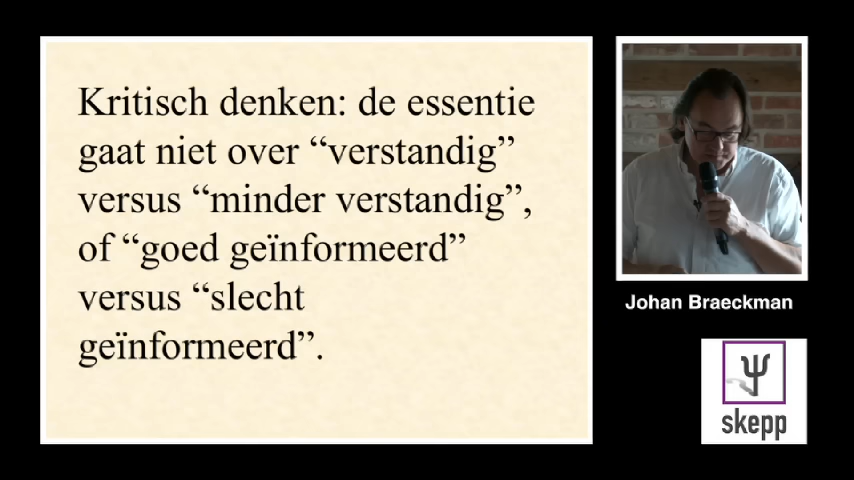 Kritisch denken: de essentie
gaat niet over “verstandig”
versus “minder verstandig”,
of “goed geïnformeerd”
versus “slecht
geïnformeerd”.
Johan Braeckman
skepp